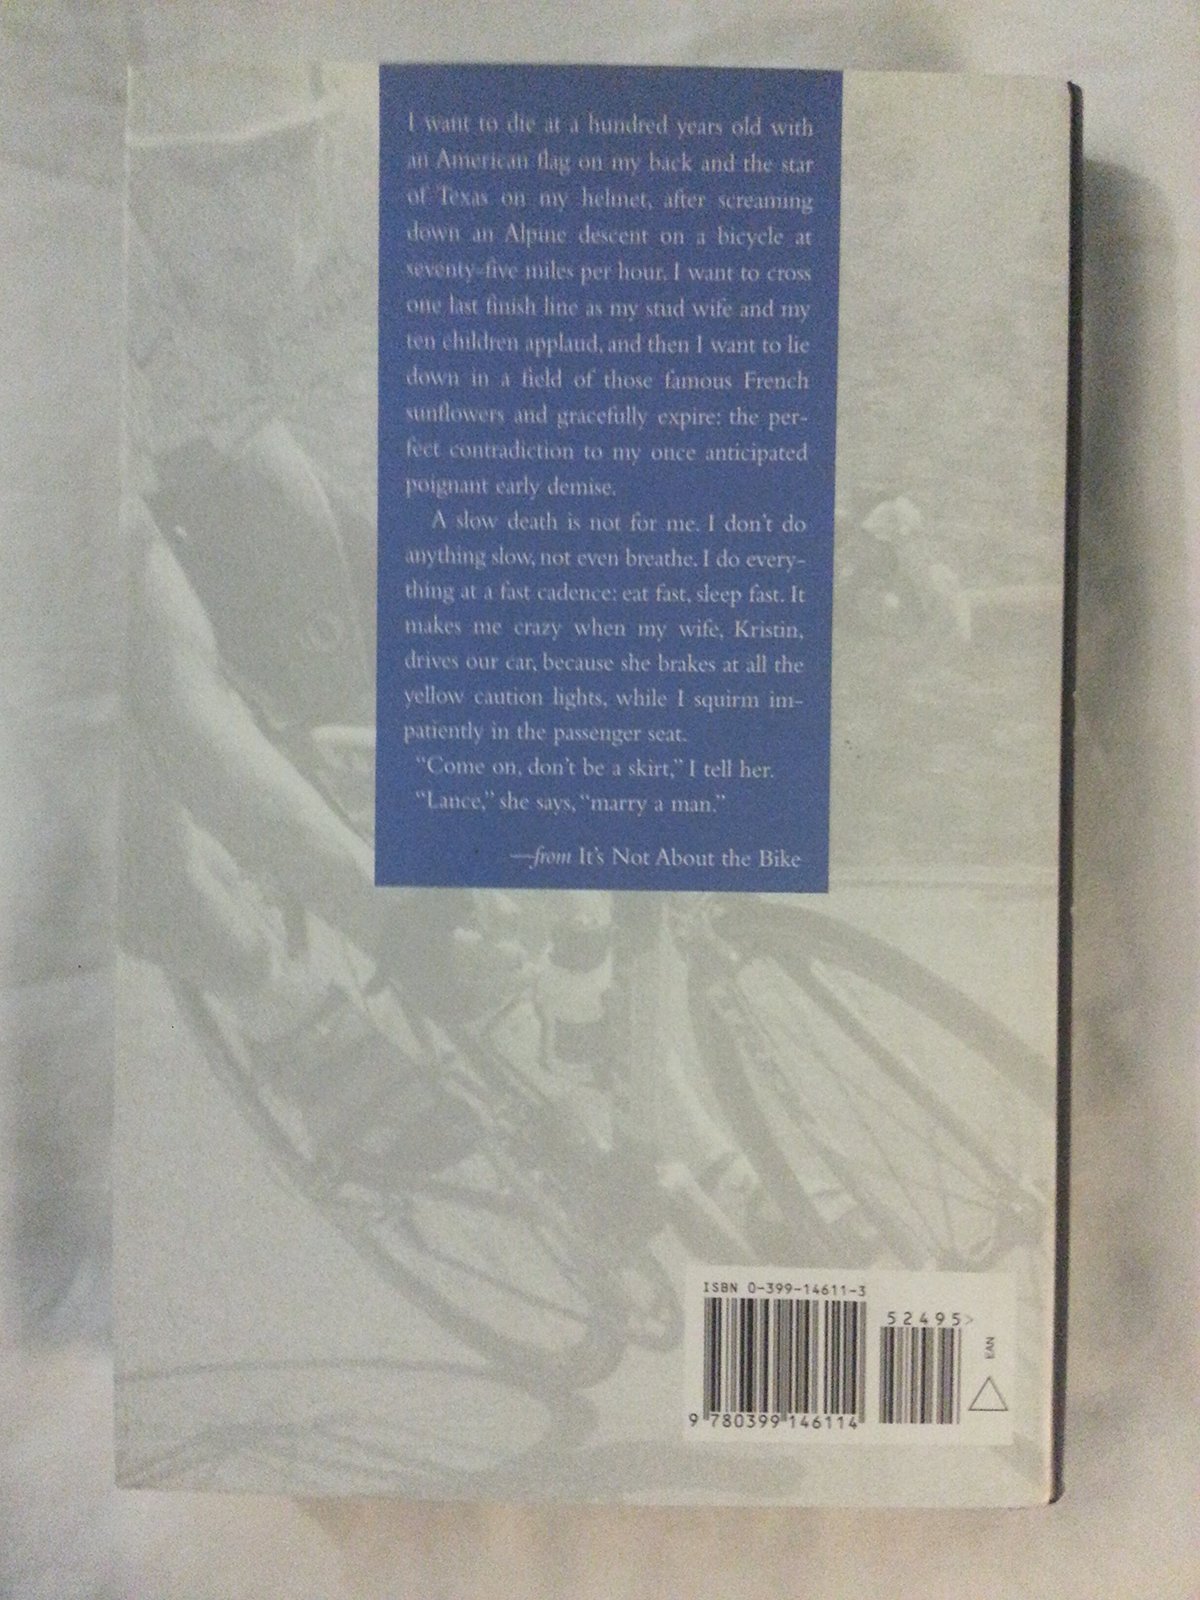 I want to die at a hundred years old with
an American flag on my back and the star
of Texas on my helmet, after screaming
down an Alpine descent on a bicycle at
seventy-five miles per hour. I want to cross
one last finish line as my stud wife and my
ten children applaud, and then I want to lie
down in a field of those famous French
sunflowers and gracefully expire: the per-
fect contradiction to my once anticipated
poignant early demise.
A slow death is not for me. I don't do
anything slow, not even breathe. I do every-
thing at a fast cadence: eat fast, sleep fast. It
makes me crazy when my wife, Kristin,
drives our car, because she brakes at all the
yellow caution lights, while I squirm im-
patiently in the passenger seat.
"Come on, don't be a skirt," I tell her.
"Lance," she says, "marry a man."
—from It's Not About the Bike
ISBN 0-399-14611-3
52495>
EAN
9 780399 146114